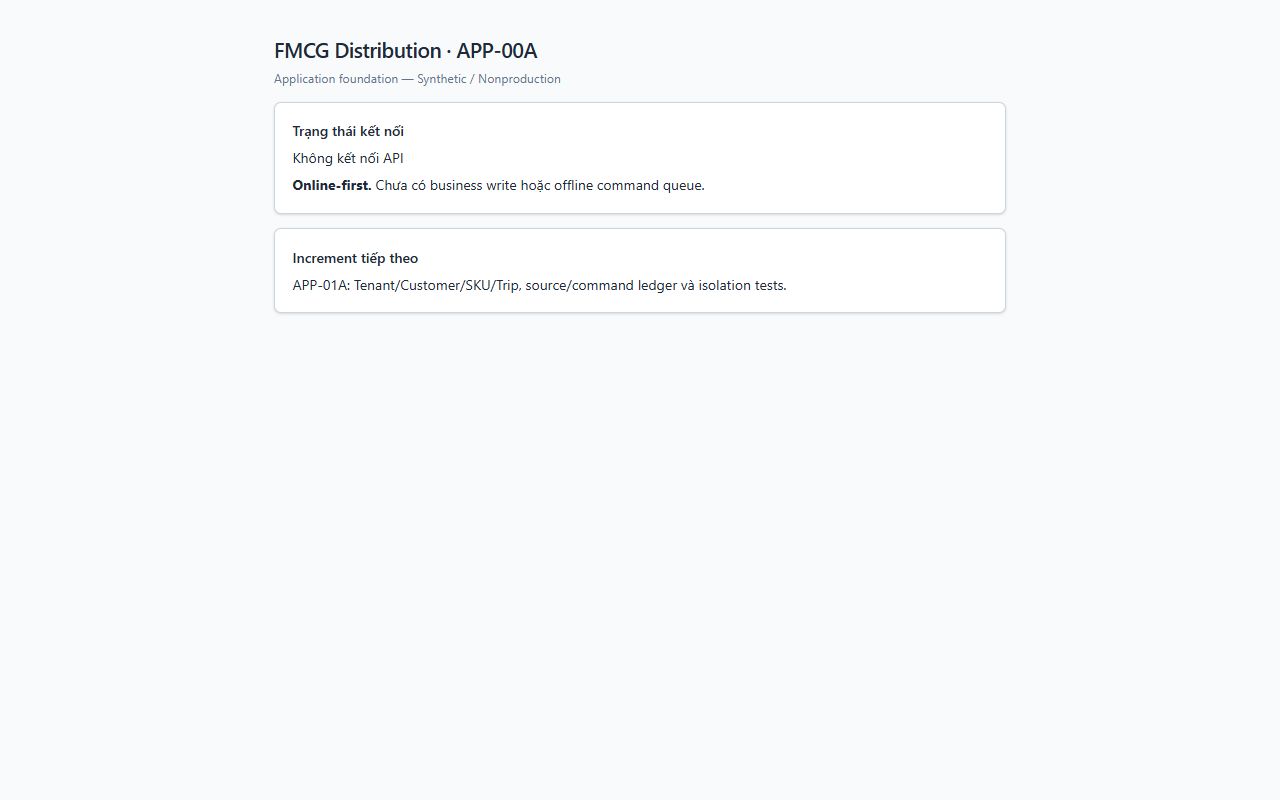 FMCG Distribution · APP-00A
Application foundation — Synthetic / Nonproduction
Trạng thái kết nối
Không kết nối API
Online-first. Chưa có business write hoặc offline command queue.
Increment tiếp theo
APP-01A: Tenant/Customer/SKU/Trip, source/command ledger và isolation tests.